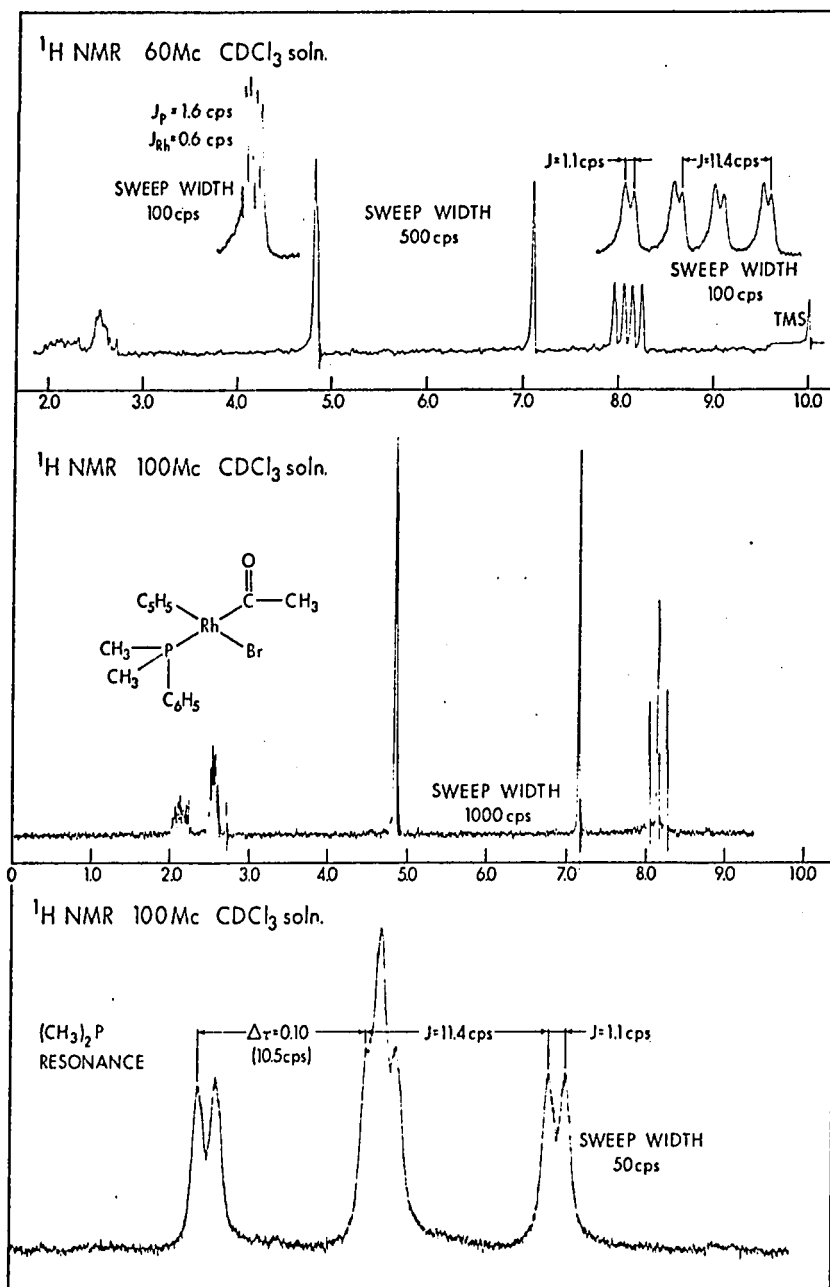 ¹H NMR 60Mc CDCl₃ soln.
Jₚ = 1.6 cps
J_Rh = 0.6 cps
SWEEP WIDTH
100 cps
SWEEP WIDTH
500 cps
J=1.1 cps
J=11.4 cps
SWEEP WIDTH
100 cps
TMS
2.0 3.0 4.0 5.0 6.0 7.0 8.0 9.0 10.0
¹H NMR 100Mc CDCl₃ soln.
O
C₅H₅ C CH₃
Rh
CH₃ P Br
CH₃
C₆H₅
SWEEP WIDTH
1000 cps
0 1.0 2.0 3.0 4.0 5.0 6.0 7.0 8.0 9.0 10.0
¹H NMR 100Mc CDCl₃ soln.
(CH₃)₂P
RESONANCE
Δτ=0.10
(10.5cps)
J=11.4 cps
J=1.1 cps
SWEEP WIDTH
50 cps